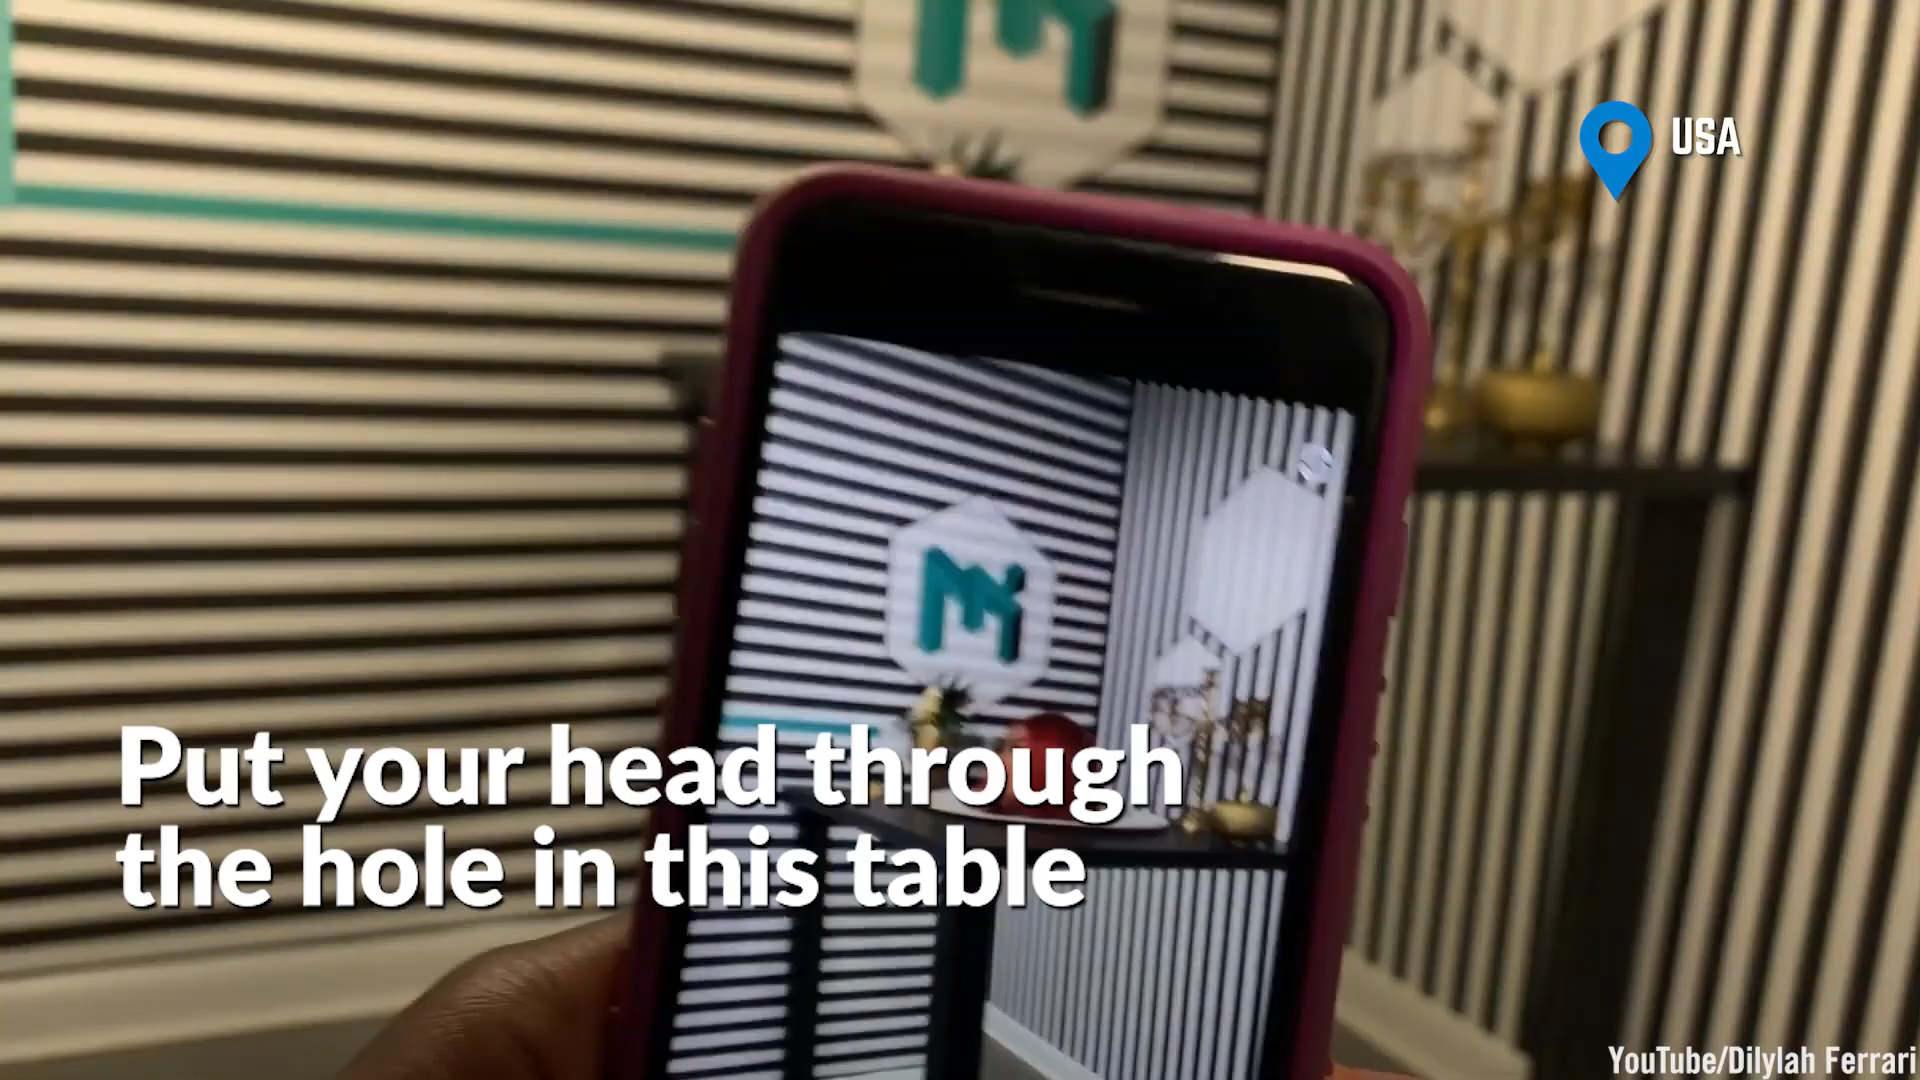 USA
Put your head through
the hole in this table
YouTube/Dilylah Ferrari